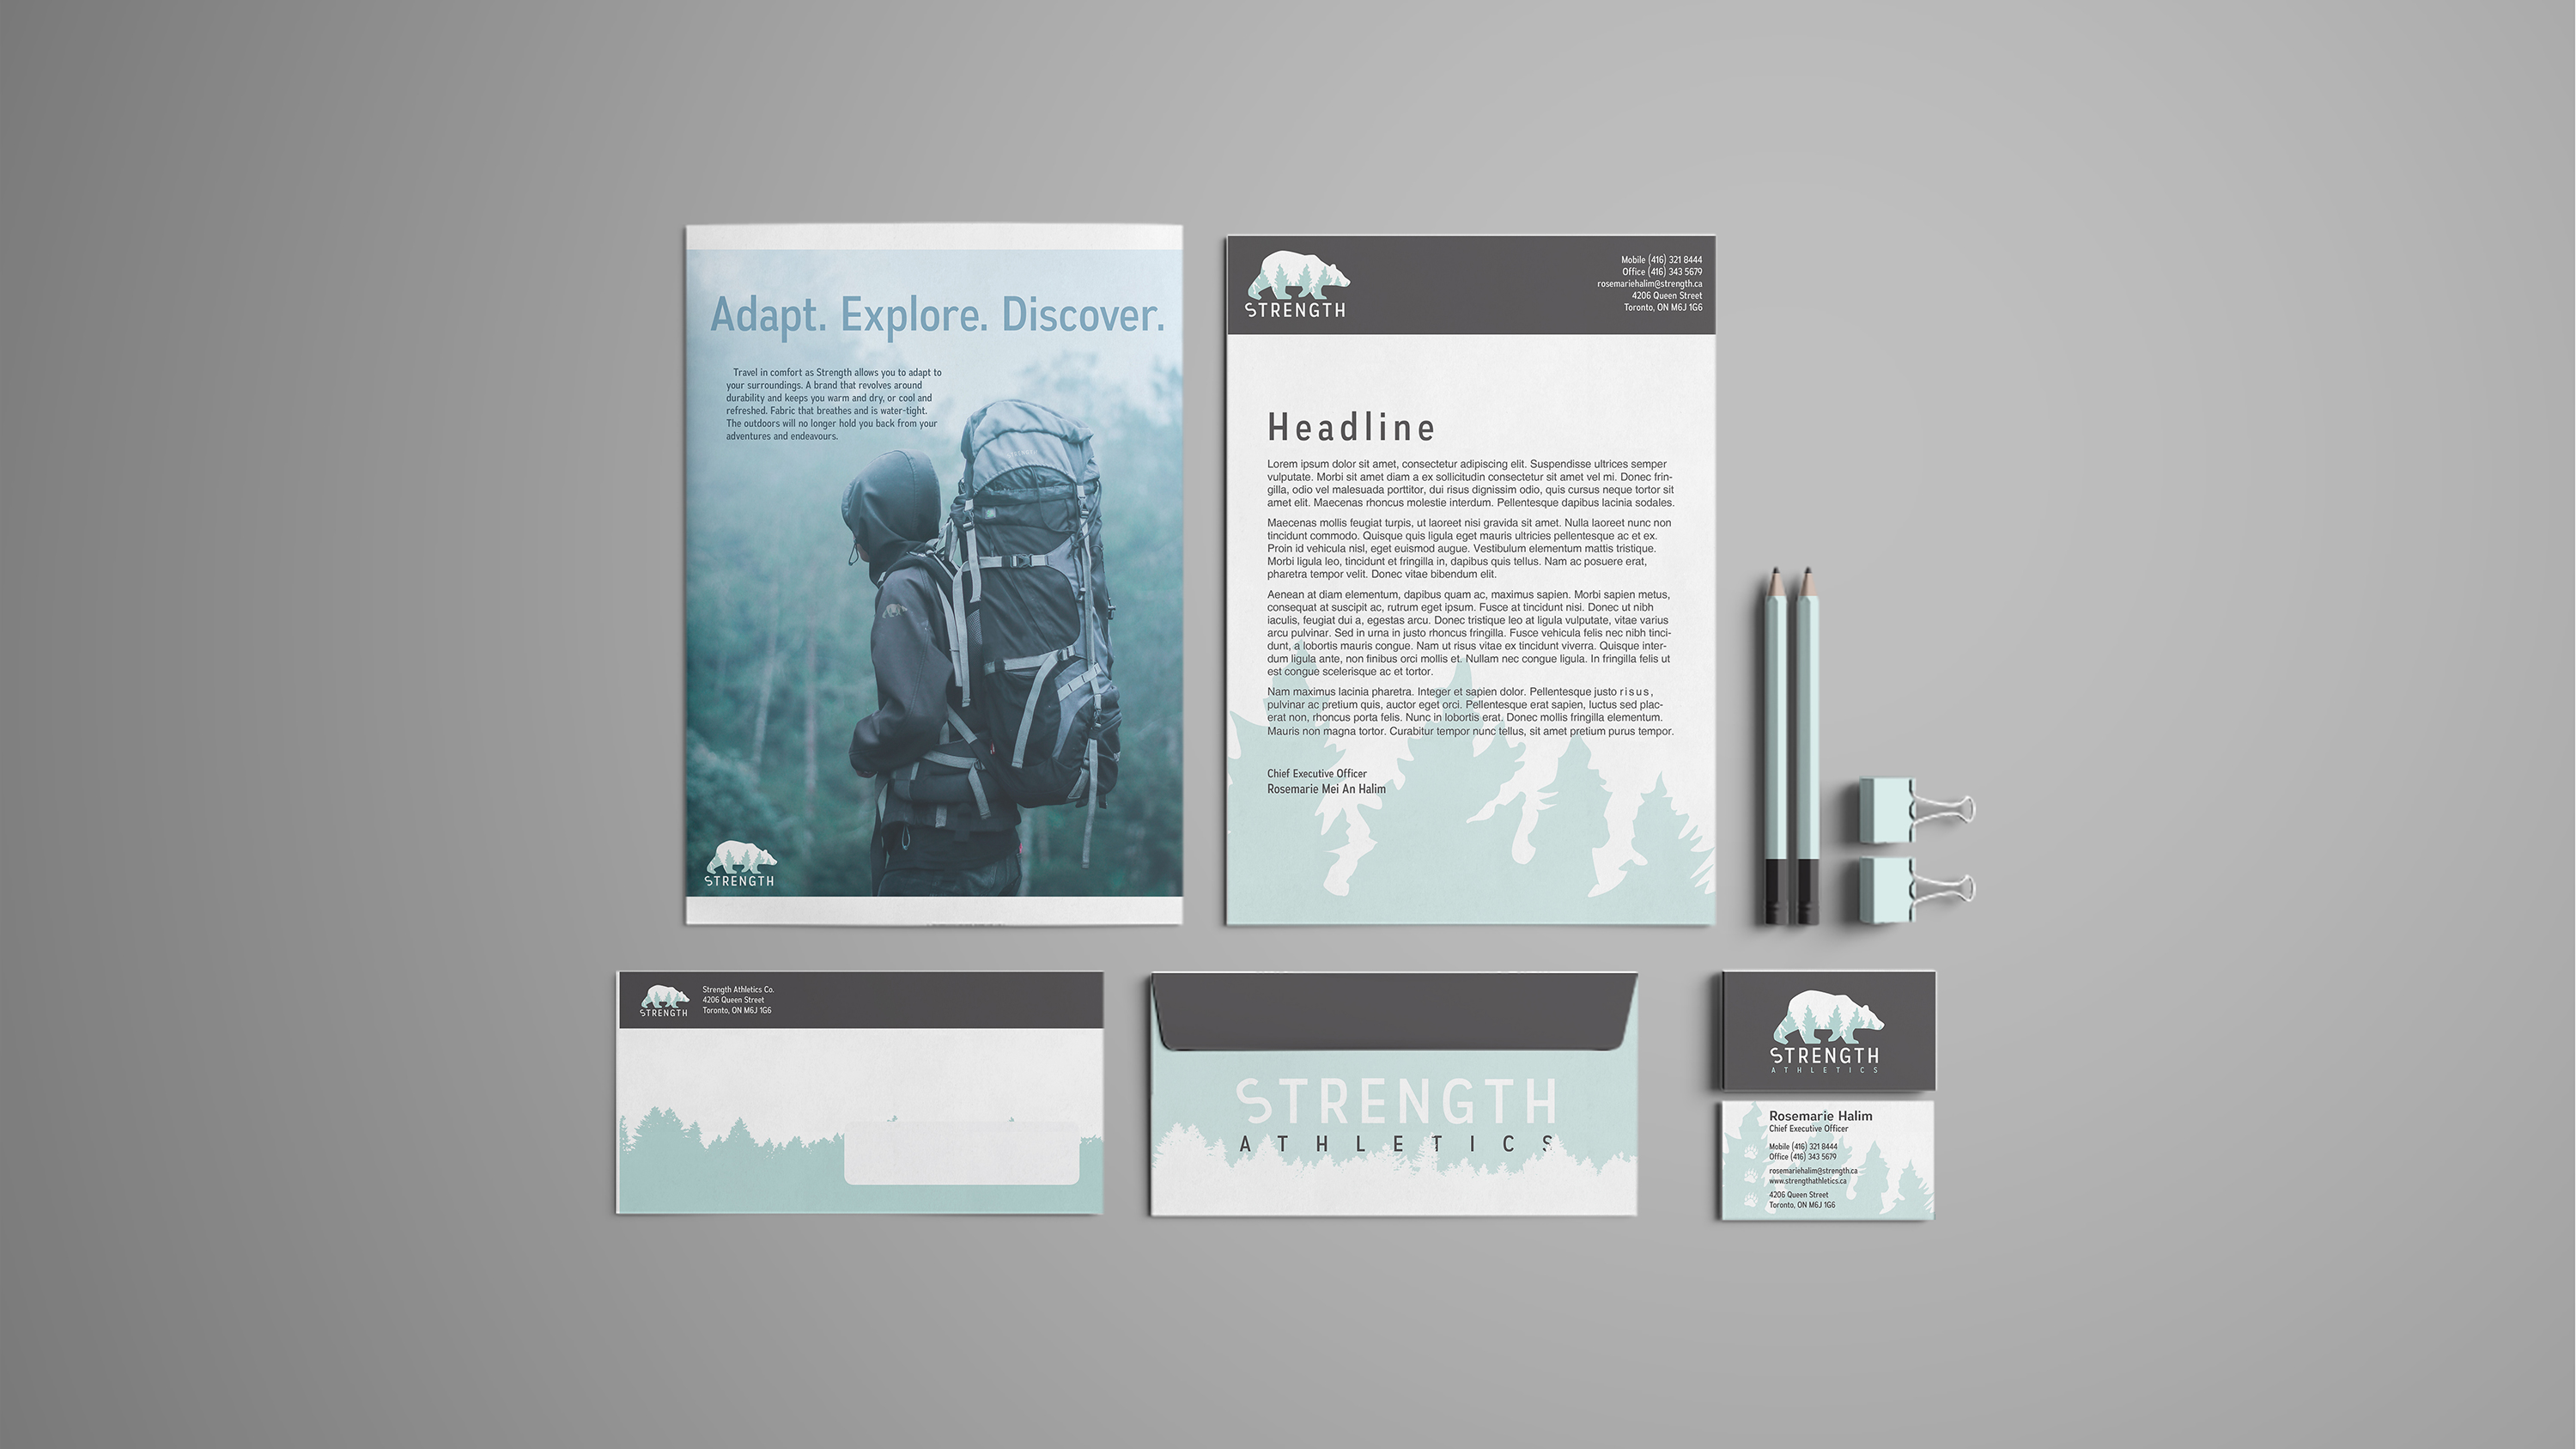 Adapt. Explore. Discover.
Travel in comfort as Strength allows you to adapt to
your surroundings. A brand that revolves around
durability and keeps you warm and dry, or cool and
refreshed. Fabric that breathes and is water-tight.
The outdoors will no longer hold you back from your
adventures and endeavours.
STRENGTH
STRENGTH
Mobile (416) 321 8444
Office (416) 343 5679
rosemariehalim@strength.ca
4206 Queen Street
Toronto, ON M6J 1G6
Headline
Lorem ipsum dolor sit amet, consectetur adipiscing elit. Suspendisse ultrices semper
vulputate. Morbi sit amet diam a ex sollicitudin consectetur sit amet vel mi. Donec frin-
gilla, odio vel malesuada porttitor, dui risus dignissim odio, quis cursus neque tortor sit
amet elit. Maecenas rhoncus molestie interdum. Pellentesque dapibus lacinia sodales.
Maecenas mollis feugiat turpis, ut laoreet nisi gravida sit amet. Nulla laoreet nunc non
tincidunt commodo. Quisque quis ligula eget mauris ultricies pellentesque ac et ex.
Proin id vehicula nisl, eget euismod augue. Vestibulum elementum mattis tristique.
Morbi ligula leo, tincidunt et fringilla in, dapibus quis tellus. Nam ac posuere erat,
pharetra tempor velit. Donec vitae bibendum elit.
Aenean at diam elementum, dapibus quam ac, maximus sapien. Morbi sapien metus,
consequat at suscipit ac, rutrum eget ipsum. Fusce at tincidunt nisi. Donec ut nibh
iaculis, feugiat dui a, egestas arcu. Donec tristique leo at ligula vulputate, vitae varius
arcu pulvinar. Sed in urna in justo rhoncus fringilla. Fusce vehicula felis nec nibh tinci-
dunt, a lobortis mauris congue. Nam ut risus vitae ex tincidunt viverra. Quisque inter-
dum ligula ante, non finibus orci mollis et. Nullam nec congue ligula. In fringilla felis ut
est congue scelerisque ac et tortor.
Nam maximus lacinia pharetra. Integer et sapien dolor. Pellentesque justo risus,
pulvinar ac pretium quis, auctor eget orci. Pellentesque erat sapien, luctus sed plac-
erat non, rhoncus porta felis. Nunc in lobortis erat. Donec mollis fringilla elementum.
Mauris non magna tortor. Curabitur tempor nunc tellus, sit amet pretium purus tempor.
Chief Executive Officer
Rosemarie Mei An Halim
STRENGTH
Strength Athletics Co.
4206 Queen Street
Toronto, ON M6J 1G6
STRENGTH
ATHLETICS
STRENGTH
ATHLETICS
Rosemarie Halim
Chief Executive Officer
Mobile (416) 321 8444
Office (416) 343 5679
rosemariehalim@strength.ca
www.strengthathletics.ca
4206 Queen Street
Toronto, ON M6J 1G6